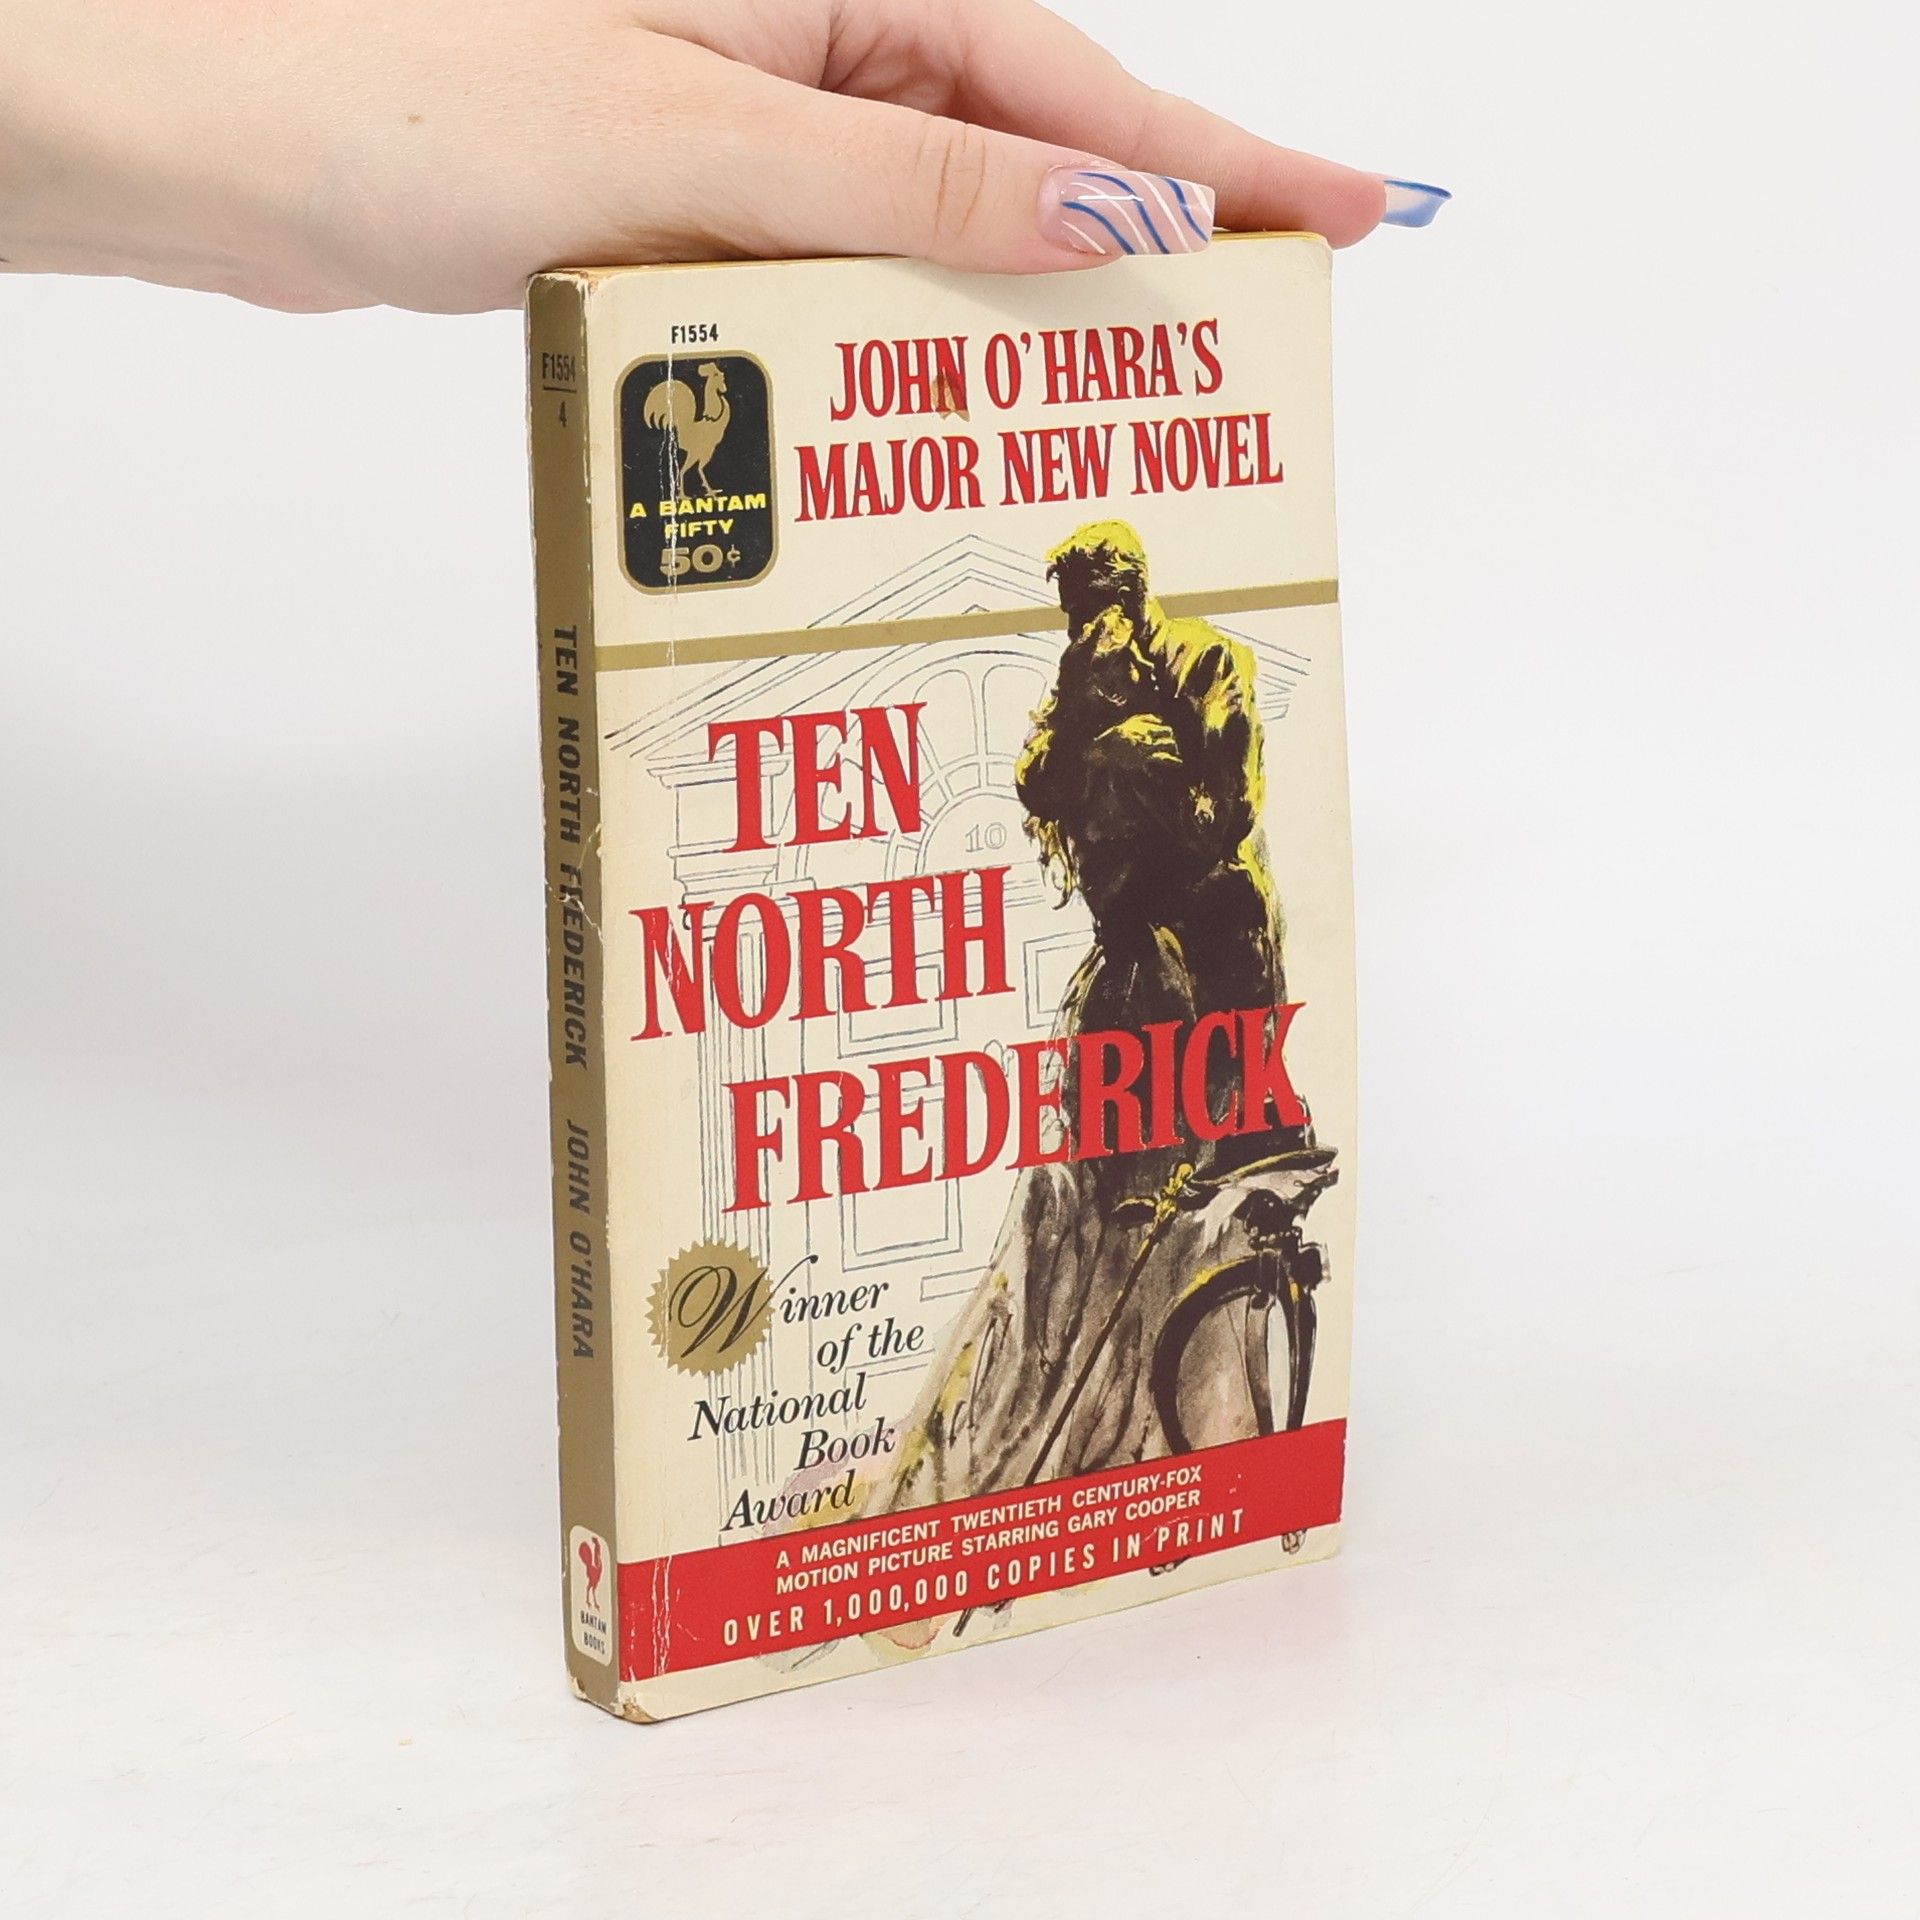 F1554
4
TEN NORTH FREDERICK JOHN O'HARA
BANTAM
BOOKS
F1554
A BANTAM
FIFTY
50¢
JOHN O'HARA'S
MAJOR NEW NOVEL
10
TEN
NORTH
FREDERICK
Winner
of the
National
Book
Award
A MAGNIFICENT TWENTIETH CENTURY-FOX
MOTION PICTURE STARRING GARY COOPER
OVER 1,000,000 COPIES IN PRINT